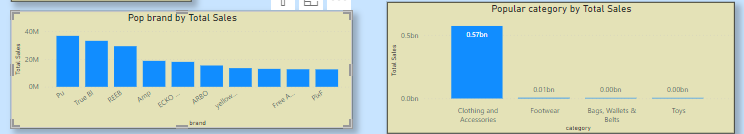 Pop brand by Total Sales
Total Sales
40M
20M
0M
Pu
True Bl
REEB
Amp
ECKO ...
ARBO
yellow...
Free A...
PixF
brand
Popular category by Total Sales
Total Sales
0.5bn
0.0bn
0.57bn
0.01bn
0.00bn
0.00bn
Clothing and
Accessories
Footwear
Bags, Wallets &
Belts
Toys
category